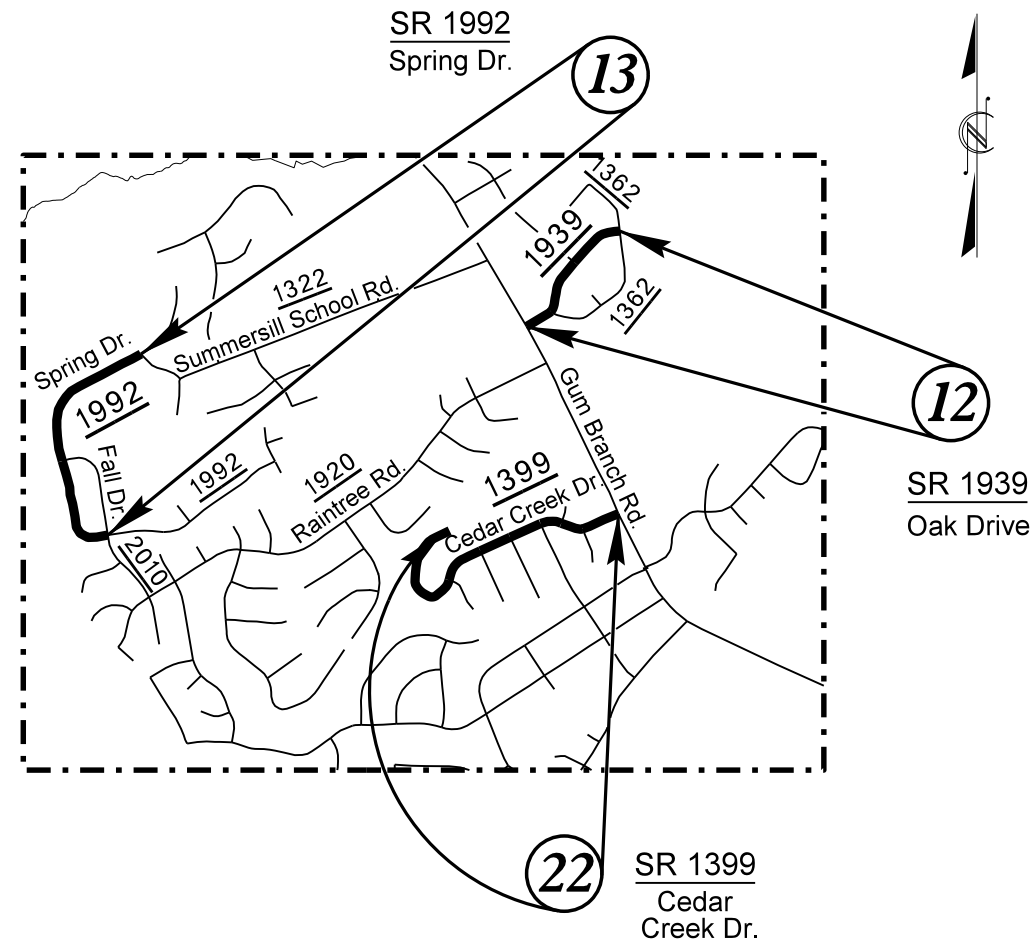 SR 1992
Spring Dr.
13
N
1362
1939
1322
Summersill School Rd.
1362
Spring Dr.
1992
12
Gum Branch Rd.
SR 1939
Oak Drive
Fall Dr.
1992
1920
Raintree Rd.
1399
Cedar Creek Dr.
2010
22
SR 1399
Cedar
Creek Dr.